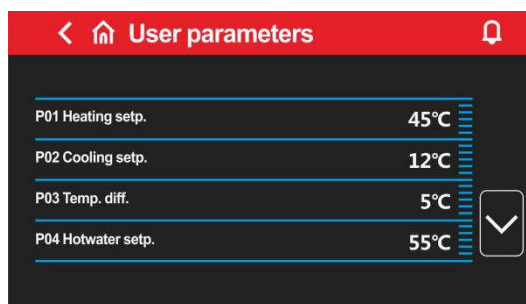 User parameters
P01 Heating setp. 45℃
P02 Cooling setp. 12℃
P03 Temp. diff. 5℃
P04 Hotwater setp. 55℃